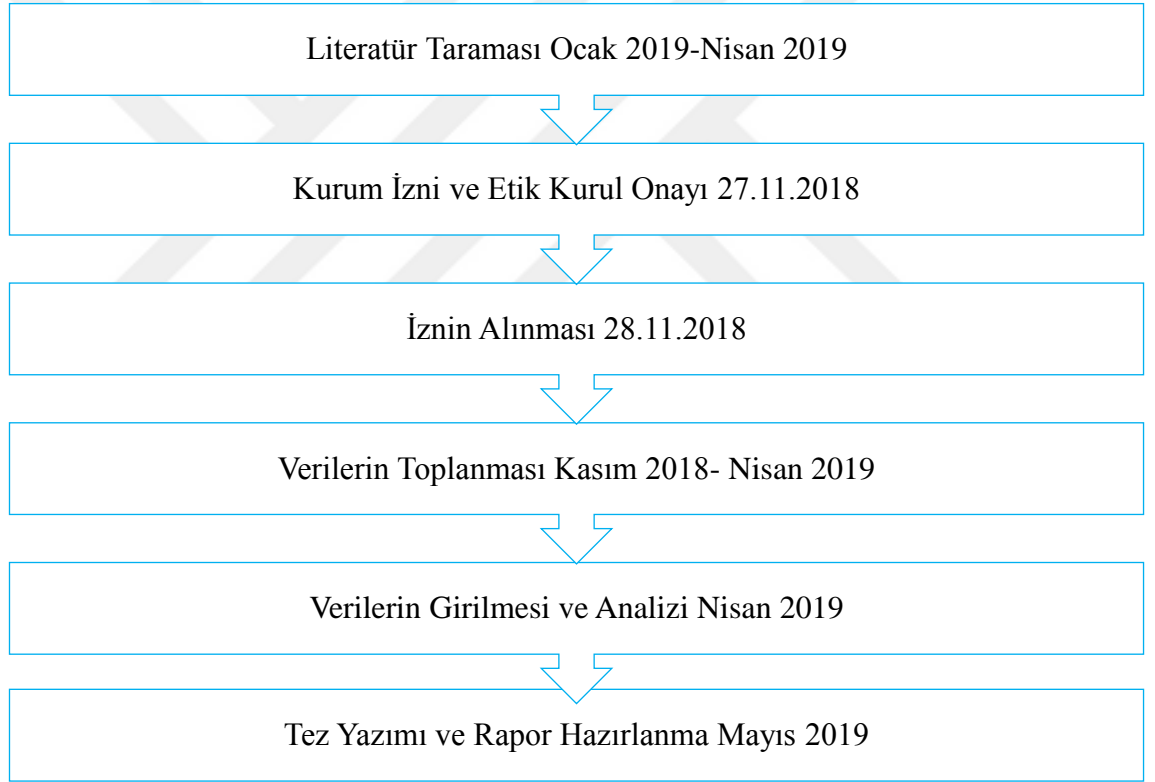 Literatür Taraması Ocak 2019-Nisan 2019
Kurum İzni ve Etik Kurul Onayı 27.11.2018
İznin Alınması 28.11.2018
Verilerin Toplanması Kasım 2018- Nisan 2019
Verilerin Girilmesi ve Analizi Nisan 2019
Tez Yazımı ve Rapor Hazırlanma Mayıs 2019